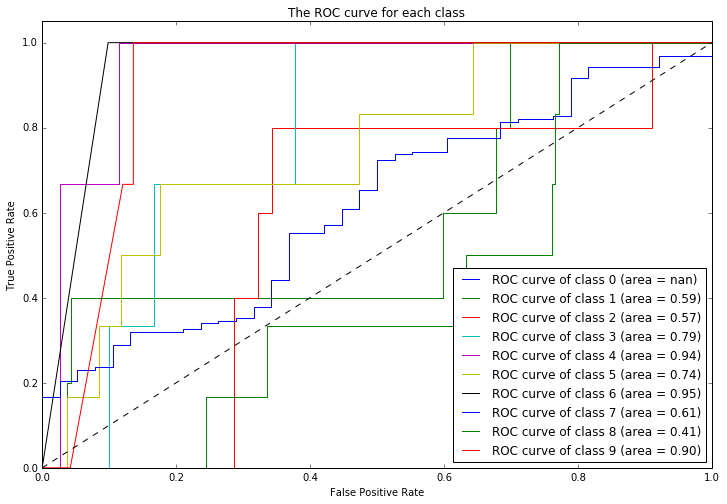 The ROC curve for each class
True Positive Rate
1.0
0.8
0.6
0.4
0.2
0.0
ROC curve of class 0 (area = nan)
ROC curve of class 1 (area = 0.59)
ROC curve of class 2 (area = 0.57)
ROC curve of class 3 (area = 0.79)
ROC curve of class 4 (area = 0.94)
ROC curve of class 5 (area = 0.74)
ROC curve of class 6 (area = 0.95)
ROC curve of class 7 (area = 0.61)
ROC curve of class 8 (area = 0.41)
ROC curve of class 9 (area = 0.90)
0.0 0.2 0.4 0.6 0.8 1.0
False Positive Rate